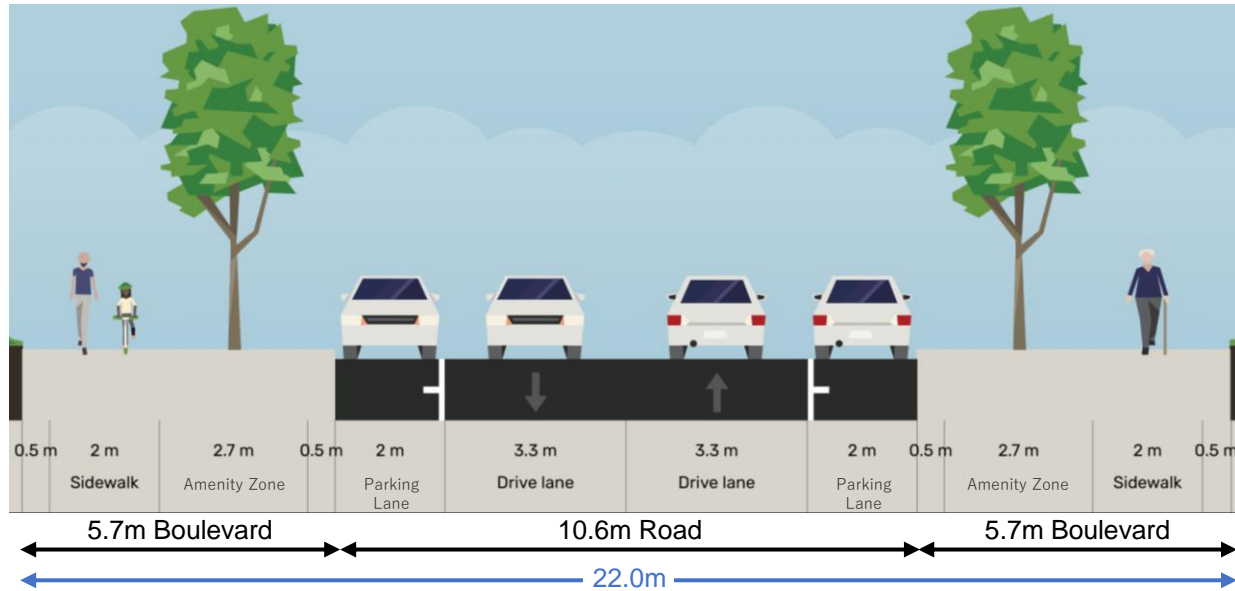 0.5 m 2 m 2.7 m 0.5 m 2 m 3.3 m 3.3 m 2 m 0.5 m 2.7 m 2 m 0.5 m
Sidewalk Amenity Zone Parking Lane Drive lane Drive lane Parking Lane Amenity Zone Sidewalk
5.7m Boulevard 10.6m Road 5.7m Boulevard
22.0m